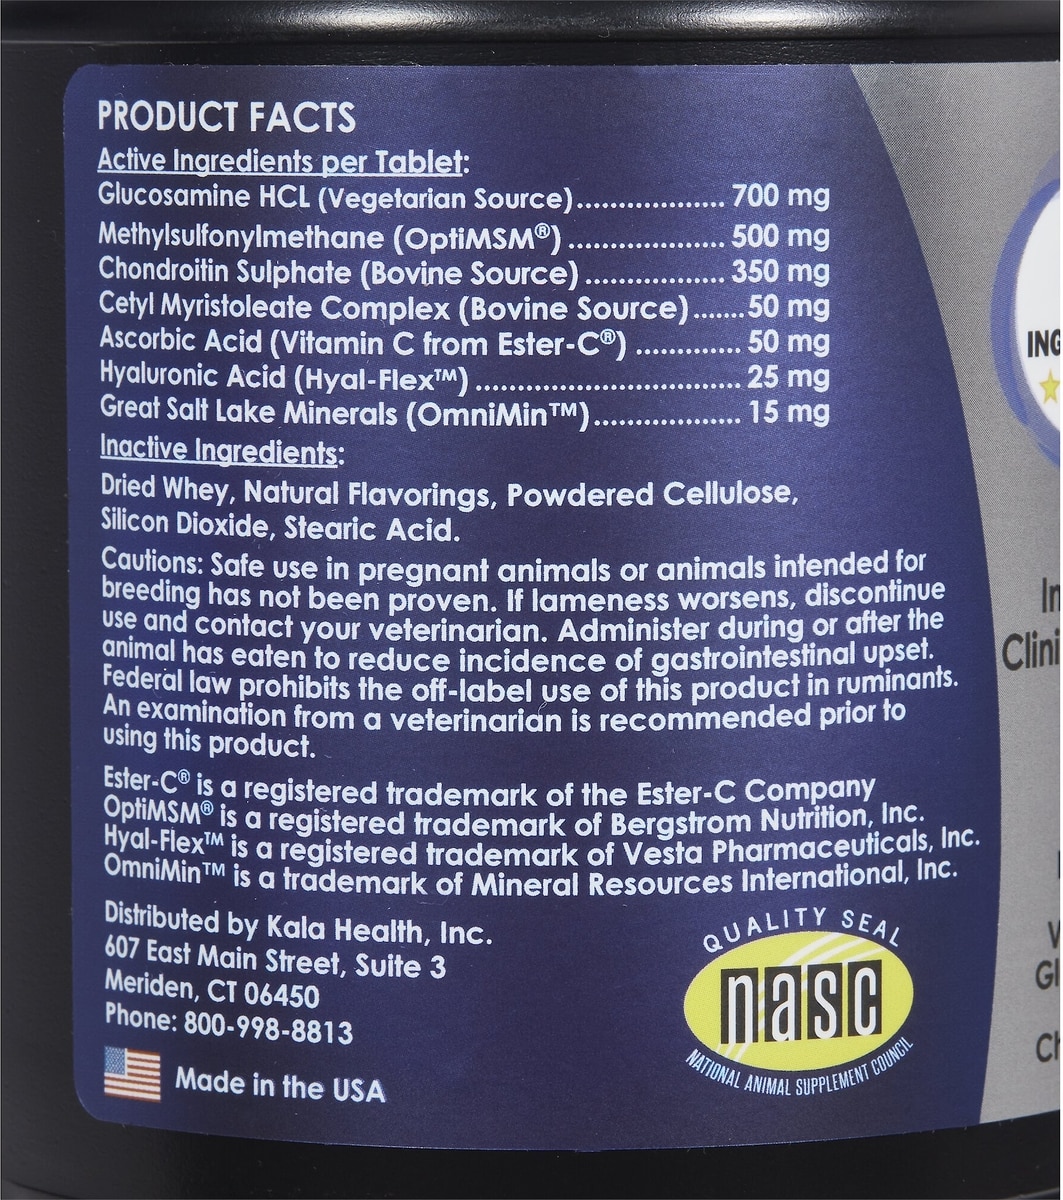 PRODUCT FACTS
Active Ingredients per Tablet:
Glucosamine HCL (Vegetarian Source)................... 700 mg
Methylsulfonylmethane (OptiMSM®) .................... 500 mg
Chondroitin Sulphate (Bovine Source) .................. 350 mg
Cetyl Myristoleate Complex (Bovine Source).......50 mg
Ascorbic Acid (Vitamin C from Ester-C®) ............. 50 mg
Hyaluronic Acid (Hyal-Flex™) ................................. 25 mg
Great Salt Lake Minerals (OmniMin™).................. 15 mg
Inactive Ingredients:
Dried Whey, Natural Flavorings, Powdered Cellulose,
Silicon Dioxide, Stearic Acid.
Cautions: Safe use in pregnant animals or animals intended for
breeding has not been proven. If lameness worsens, discontinue
use and contact your veterinarian. Administer during or after the
animal has eaten to reduce incidence of gastrointestinal upset.
Federal law prohibits the off-label use of this product in ruminants.
An examination from a veterinarian is recommended prior to
using this product.
Ester-C® is a registered trademark of the Ester-C Company
OptiMSM® is a registered trademark of Bergstrom Nutrition, Inc.
Hyal-Flex™ is a registered trademark of Vesta Pharmaceuticals, Inc.
OmniMin™ is a trademark of Mineral Resources International, Inc.
Distributed by Kala Health, Inc.
607 East Main Street, Suite 3
Meriden, CT 06450
Phone: 800-998-8813
Made in the USA
QUALITY SEAL
nasc
NATIONAL ANIMAL SUPPLEMENT COUNCIL
ING
In
Clini
V
Gl
Ch